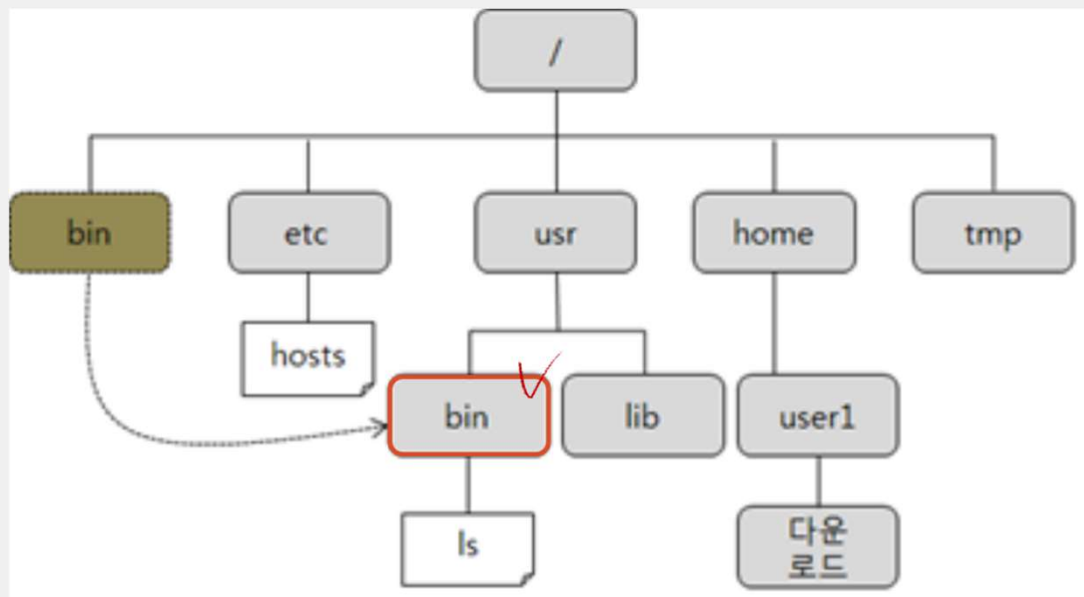 /
bin
etc
usr
home
tmp
hosts
bin
lib
user1
ls
다운
로드